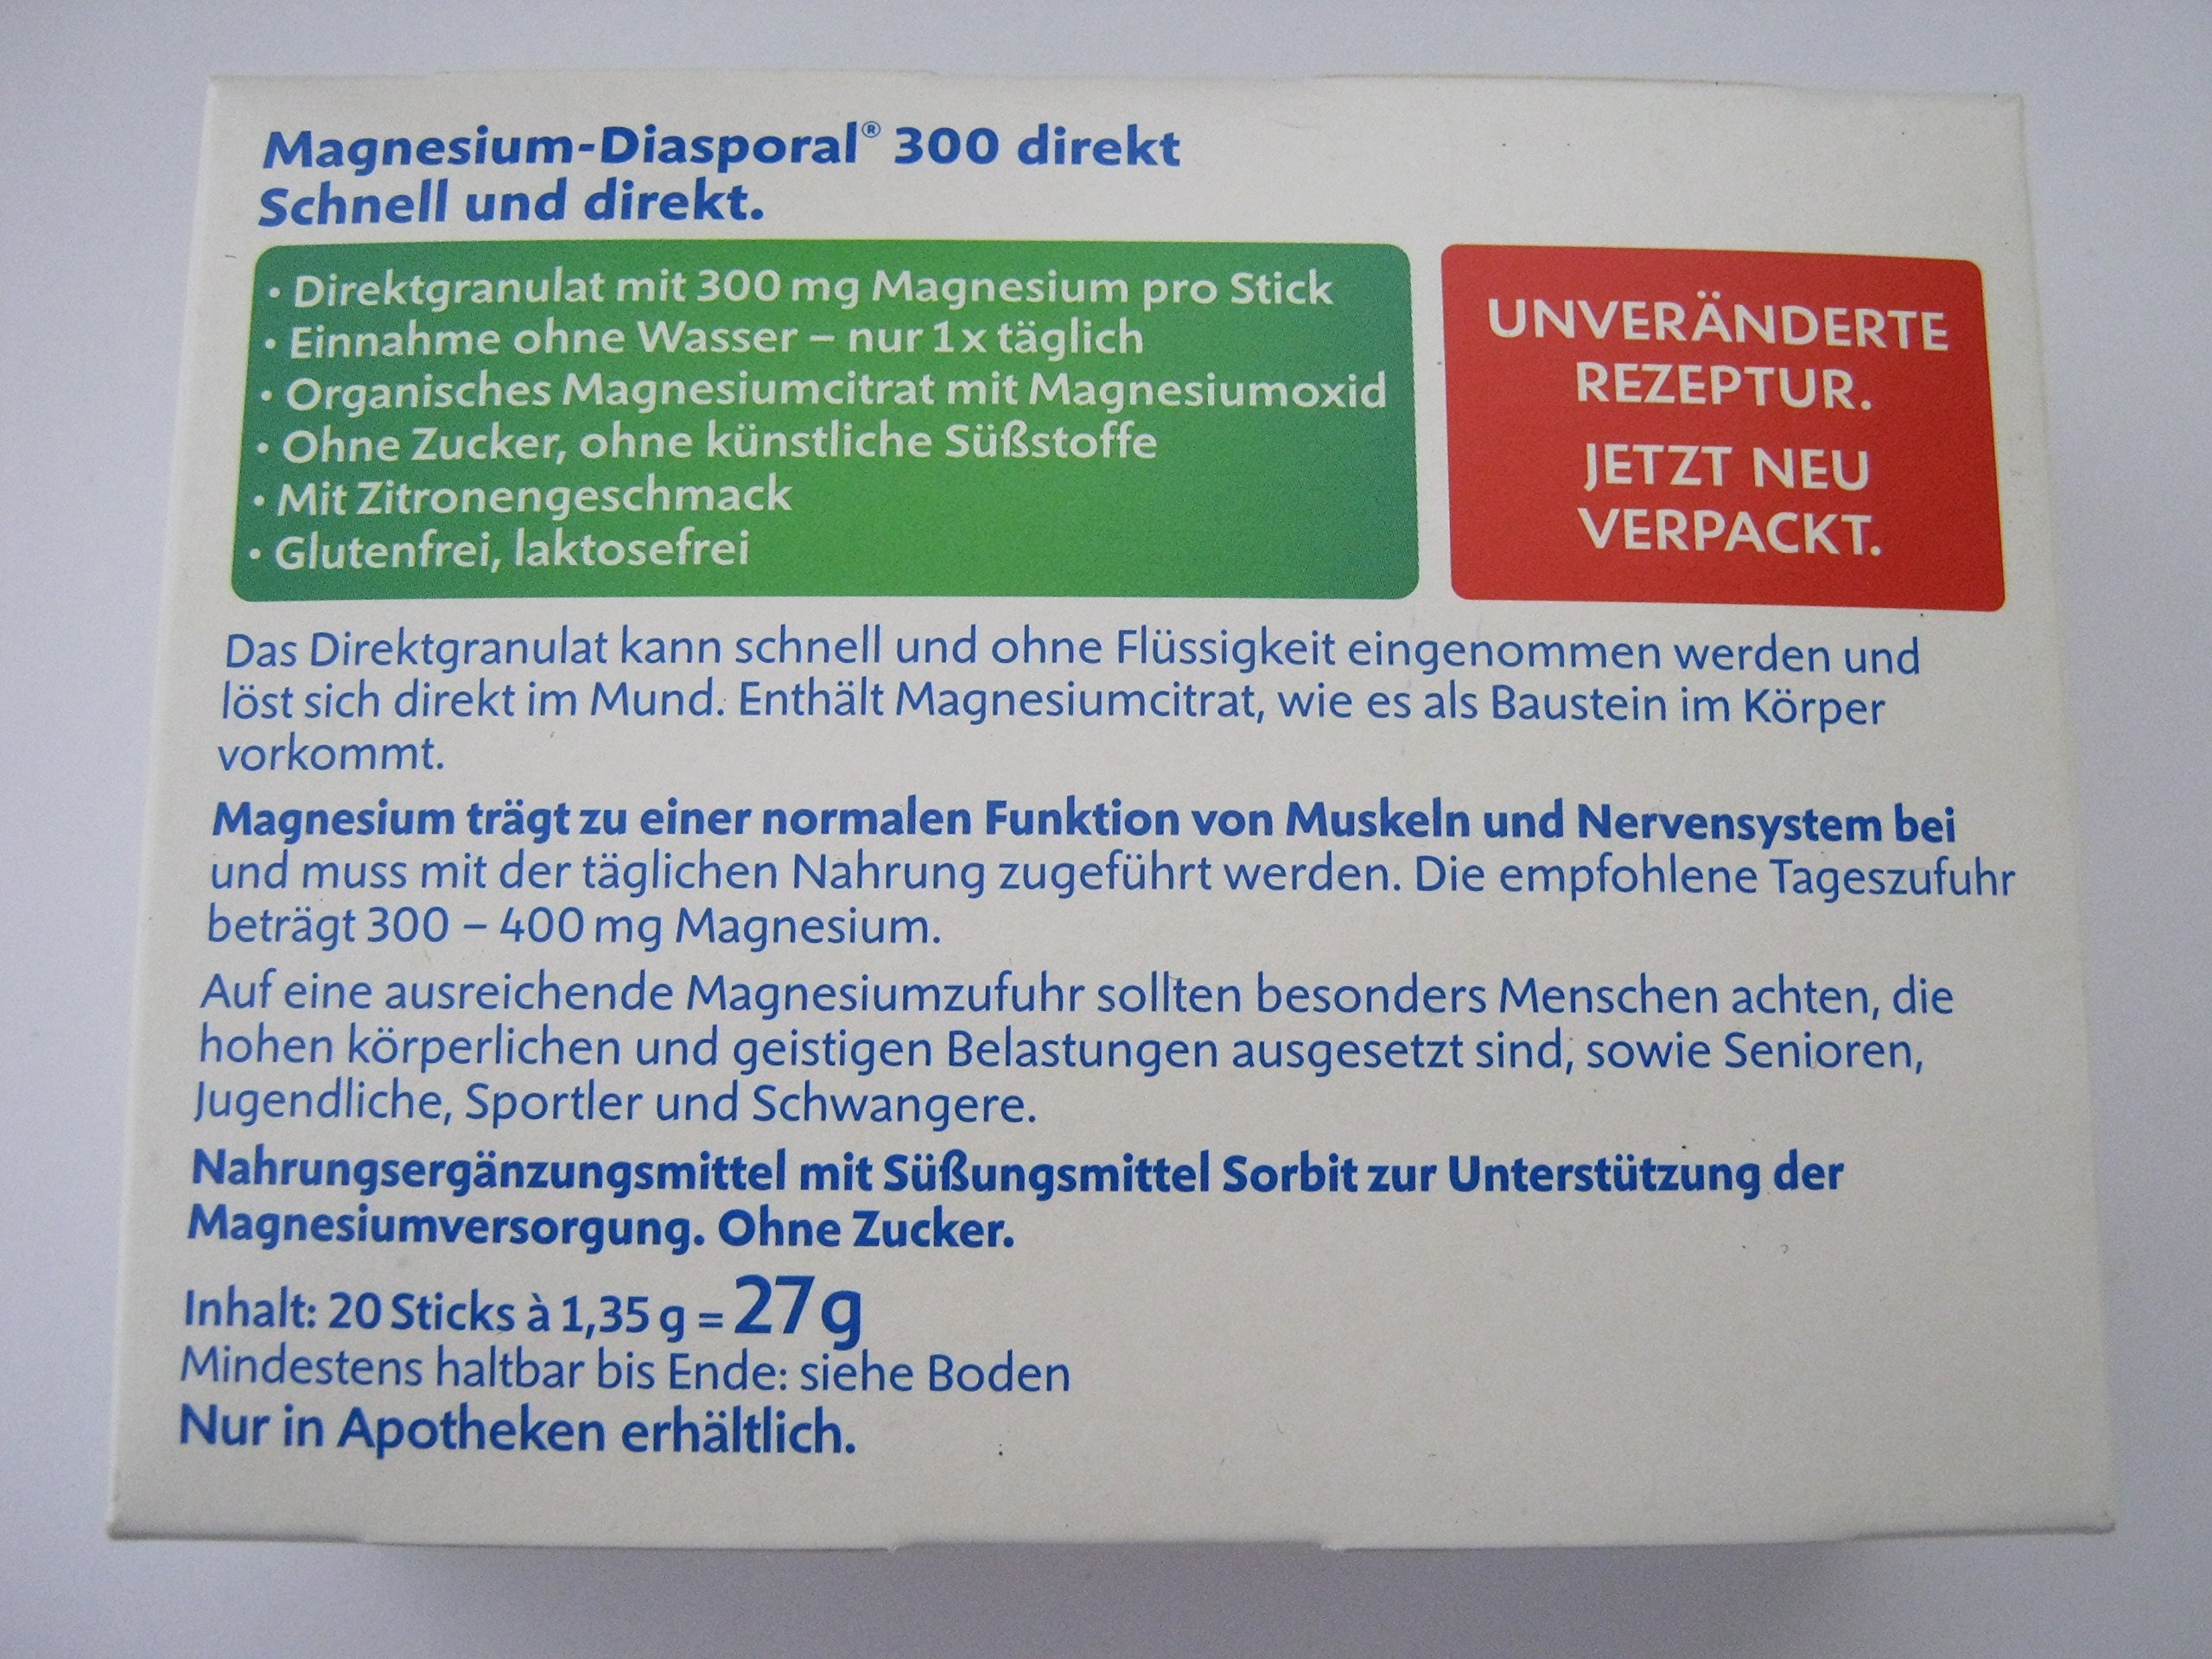 Magnesium-Diasporal® 300 direkt
Schnell und direkt.
• Direktgranulat mit 300 mg Magnesium pro Stick
• Einnahme ohne Wasser – nur 1 x täglich
• Organisches Magnesiumcitrat mit Magnesiumoxid
• Ohne Zucker, ohne künstliche Süßstoffe
• Mit Zitronengeschmack
• Glutenfrei, laktosefrei
UNVERÄNDERTE
REZEPTUR.
JETZT NEU
VERPACKT.
Das Direktgranulat kann schnell und ohne Flüssigkeit eingenommen werden und
löst sich direkt im Mund. Enthält Magnesiumcitrat, wie es als Baustein im Körper
vorkommt.
Magnesium trägt zu einer normalen Funktion von Muskeln und Nervensystem bei
und muss mit der täglichen Nahrung zugeführt werden. Die empfohlene Tageszufuhr
beträgt 300 – 400 mg Magnesium.
Auf eine ausreichende Magnesiumzufuhr sollten besonders Menschen achten, die
hohen körperlichen und geistigen Belastungen ausgesetzt sind, sowie Senioren,
Jugendliche, Sportler und Schwangere.
Nahrungsergänzungsmittel mit Süßungsmittel Sorbit zur Unterstützung der
Magnesiumversorgung. Ohne Zucker.
Inhalt: 20 Sticks à 1,35 g = 27g
Mindestens haltbar bis Ende: siehe Boden
Nur in Apotheken erhältlich.